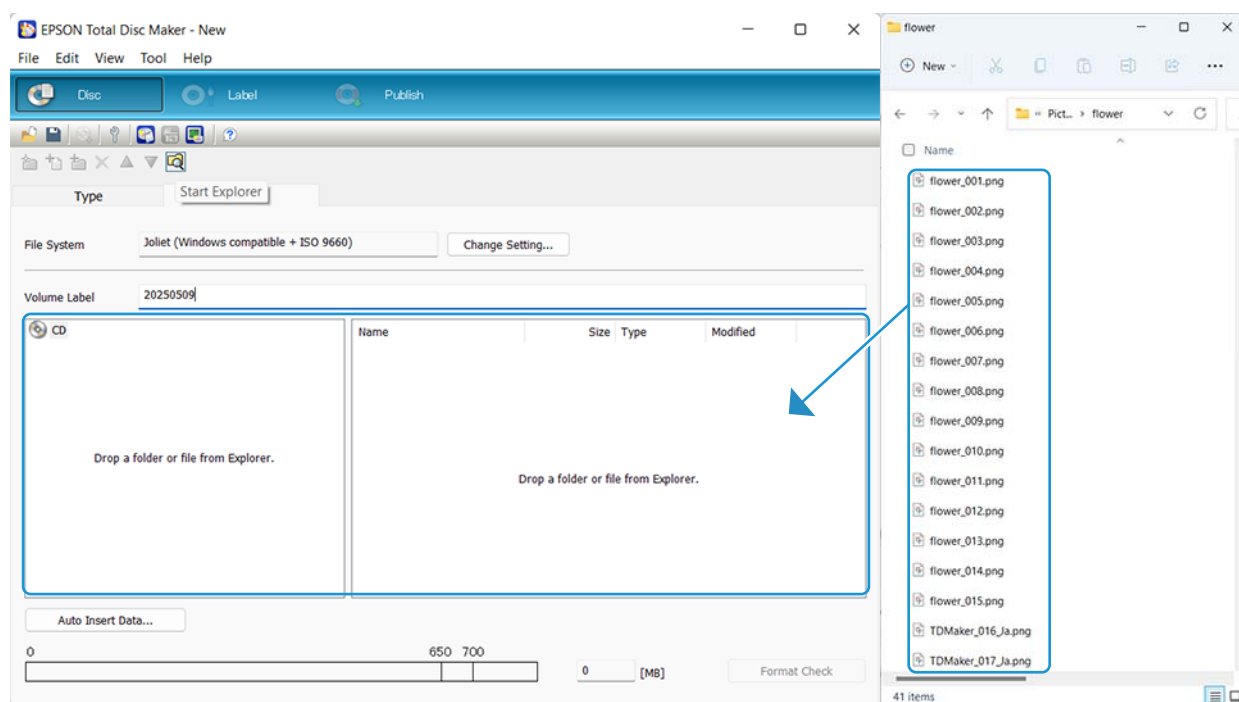 EPSON Total Disc Maker - New
File Edit View Tool Help
Disc Label Publish
Type
Start Explorer
File System Joliet (Windows compatible + ISO 9660) Change Setting...
Volume Label 20250509
CD
Name Size Type Modified
Drop a folder or file from Explorer.
Drop a folder or file from Explorer.
Auto Insert Data...
0 650 700
0 [MB] Format Check
flower
New
Pict... flower
Name
flower_001.png
flower_002.png
flower_003.png
flower_004.png
flower_005.png
flower_006.png
flower_007.png
flower_008.png
flower_009.png
flower_010.png
flower_011.png
flower_012.png
flower_013.png
flower_014.png
flower_015.png
TDMaker_016_Ja.png
TDMaker_017_Ja.png
41 items